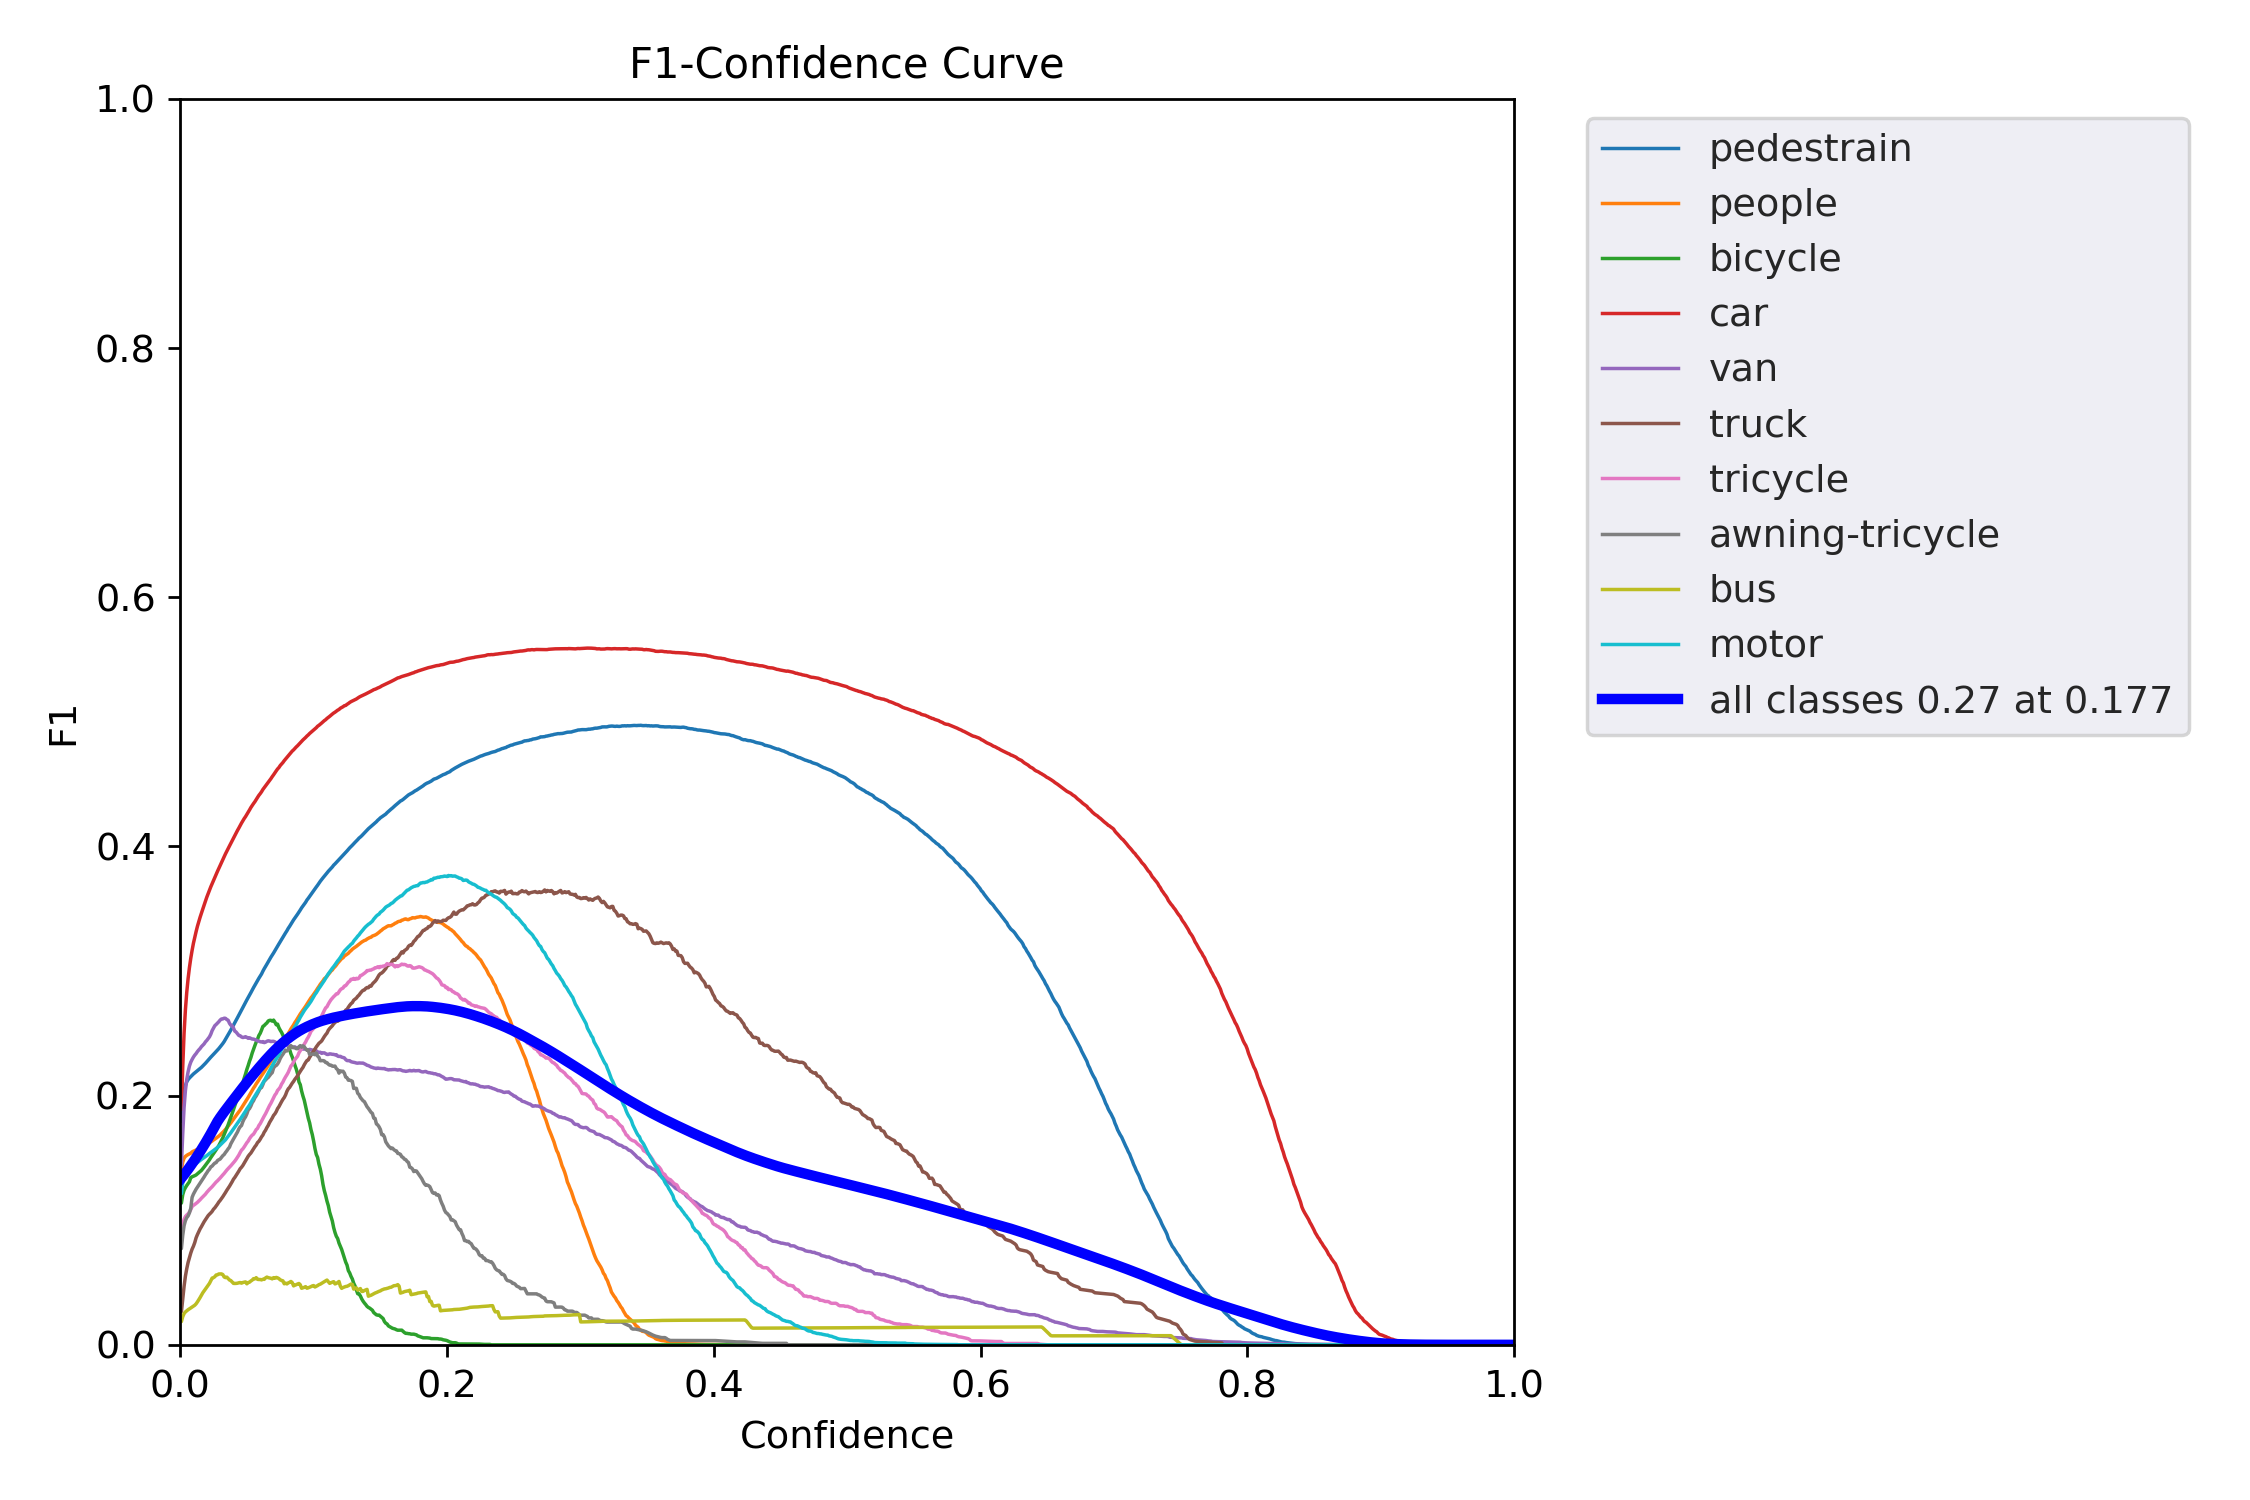 F1-Confidence Curve
1.0
0.8
0.6
0.4
0.2
0.0
F1
0.0 0.2 0.4 0.6 0.8 1.0
Confidence
pedestrain
people
bicycle
car
van
truck
tricycle
awning-tricycle
bus
motor
all classes 0.27 at 0.177